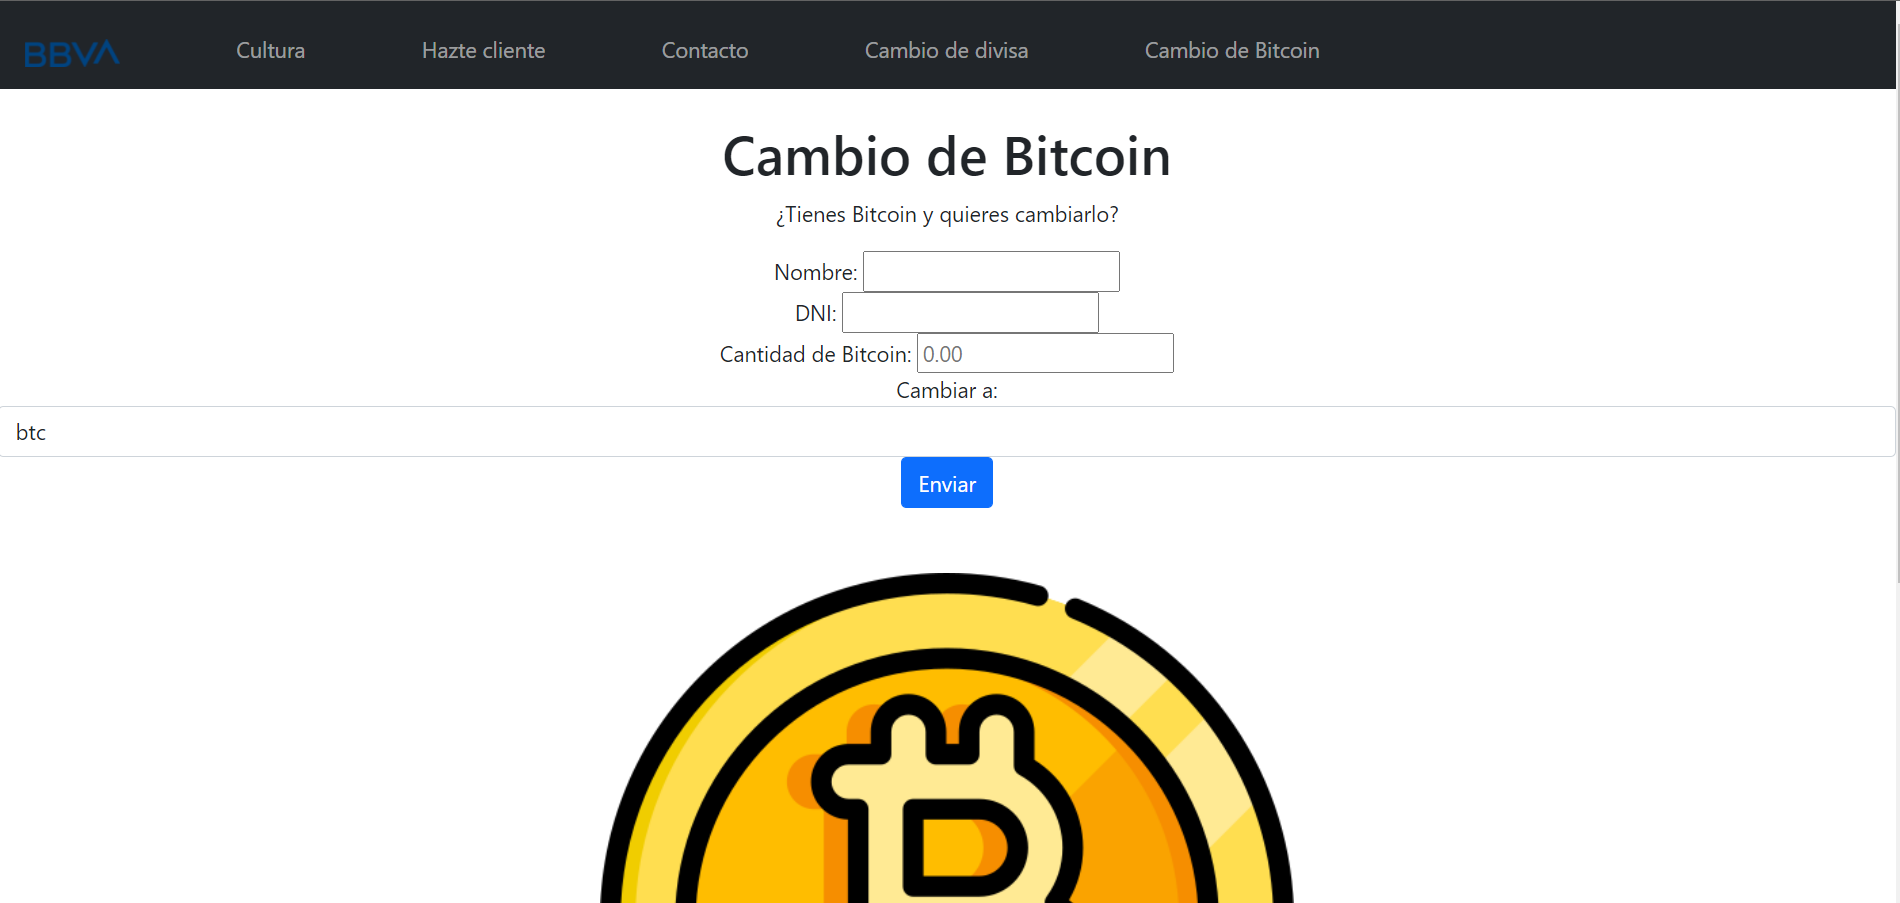 BBVA Cultura Hazte cliente Contacto Cambio de divisa Cambio de Bitcoin
Cambio de Bitcoin
¿Tienes Bitcoin y quieres cambiarlo?
Nombre:
DNI:
Cantidad de Bitcoin: 0.00
Cambiar a:
btc
Enviar